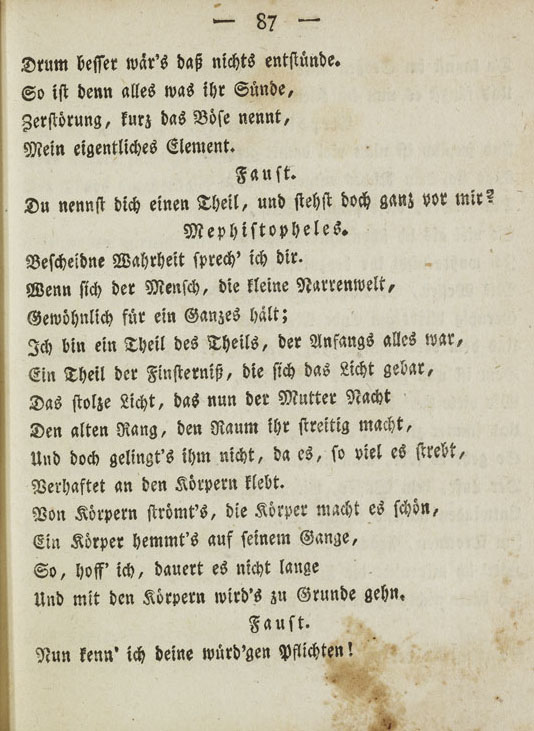 — 87 —
Drum besser wär's daß nichts entstünde.
So ist denn alles was ihr Sünde,
Zerstörung, kurz das Böse nennt,
Mein eigentliches Element.
Faust.
Du nennst dich einen Theil, und stehst doch ganz vor mir?
Mephistopheles.
Bescheidne Wahrheit sprech' ich dir.
Wenn sich der Mensch, die kleine Narrenwelt,
Gewöhnlich für ein Ganzes hält;
Ich bin ein Theil des Theils, der Anfangs alles war,
Ein Theil der Finsterniß, die sich das Licht gebar,
Das stolze Licht, das nun der Mutter Nacht
Den alten Rang, den Raum ihr streitig macht,
Und doch gelingt's ihm nicht, da es, so viel es strebt,
Verhaftet an den Körpern klebt.
Von Körpern strömt's, die Körper macht es schön,
Ein Körper hemmt's auf seinem Gange,
So, hoff' ich, dauert es nicht lange
Und mit den Körpern wird's zu Grunde gehn.
Faust.
Nun kenn' ich deine würd'gen Pflichten!